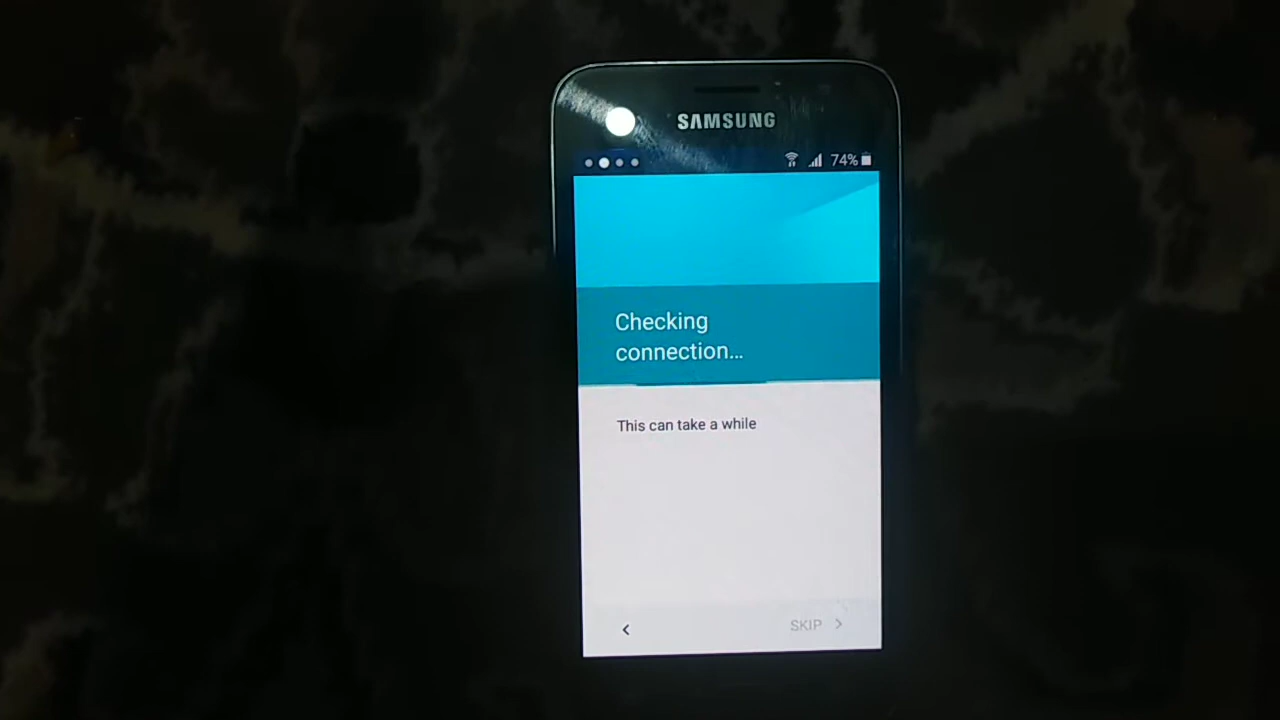 SAMSUNG
74%
Checking
connection...
This can take a while
SKIP